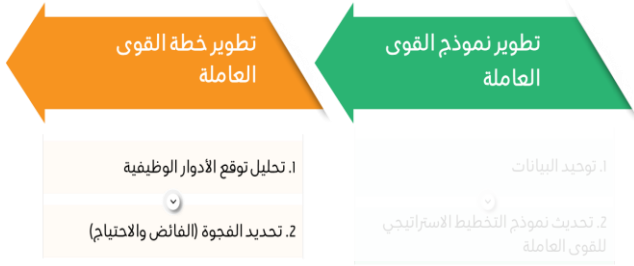 تطوير نموذج القوى
العاملة
1. توحيد البيانات
2. تحديث نموذج التخطيط الاستراتيجي
للقوى العاملة
تطوير خطة القوى
العاملة
1. تحليل توقع الأدوار الوظيفية
2. تحديد الفجوة (الفائض والاحتياج)